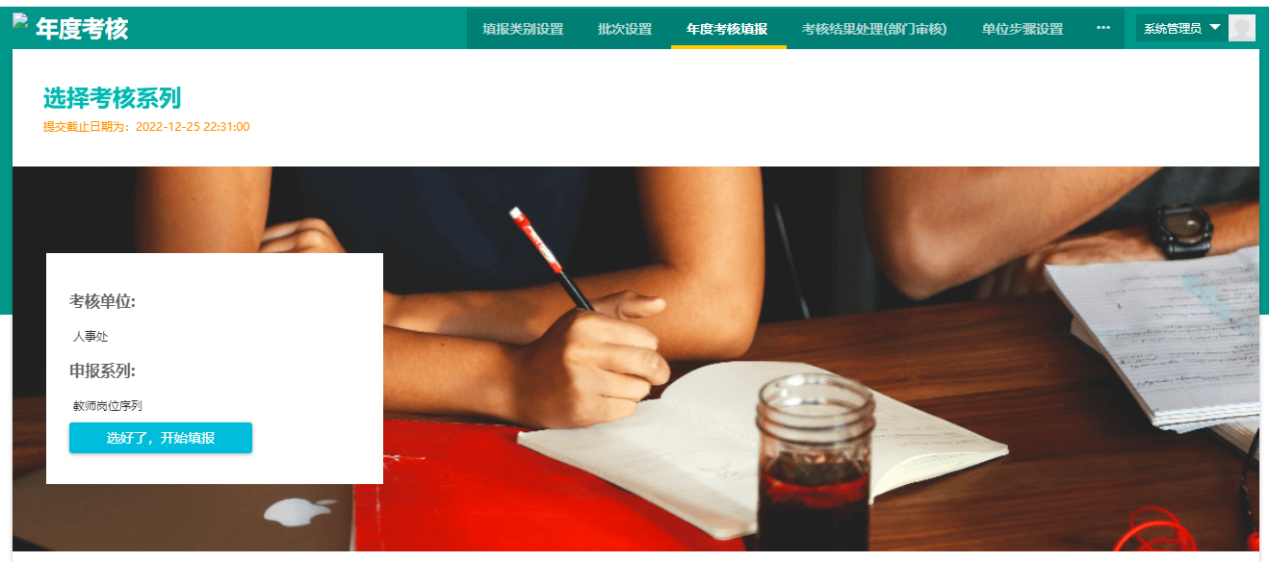 年度考核
填报类别设置 批次设置 年度考核填报 考核结果处理(部门审核) 单位步骤设置 ··· 系统管理员
选择考核系列
提交截止日期为：2022-12-25 22:31:00
考核单位:
人事处
申报系列:
教师岗位序列
选好了，开始填报